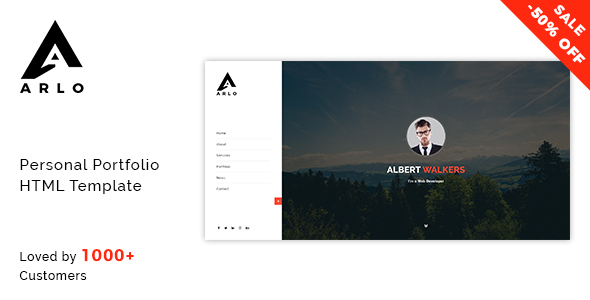 SALE
-50% OFF
ARLO
Personal Portfolio
HTML Template
Loved by 1000+
Customers
ARLO
Home
About
Services
Portfolio
News
Contact
ALBERT WALKERS
I'm a Web Developer